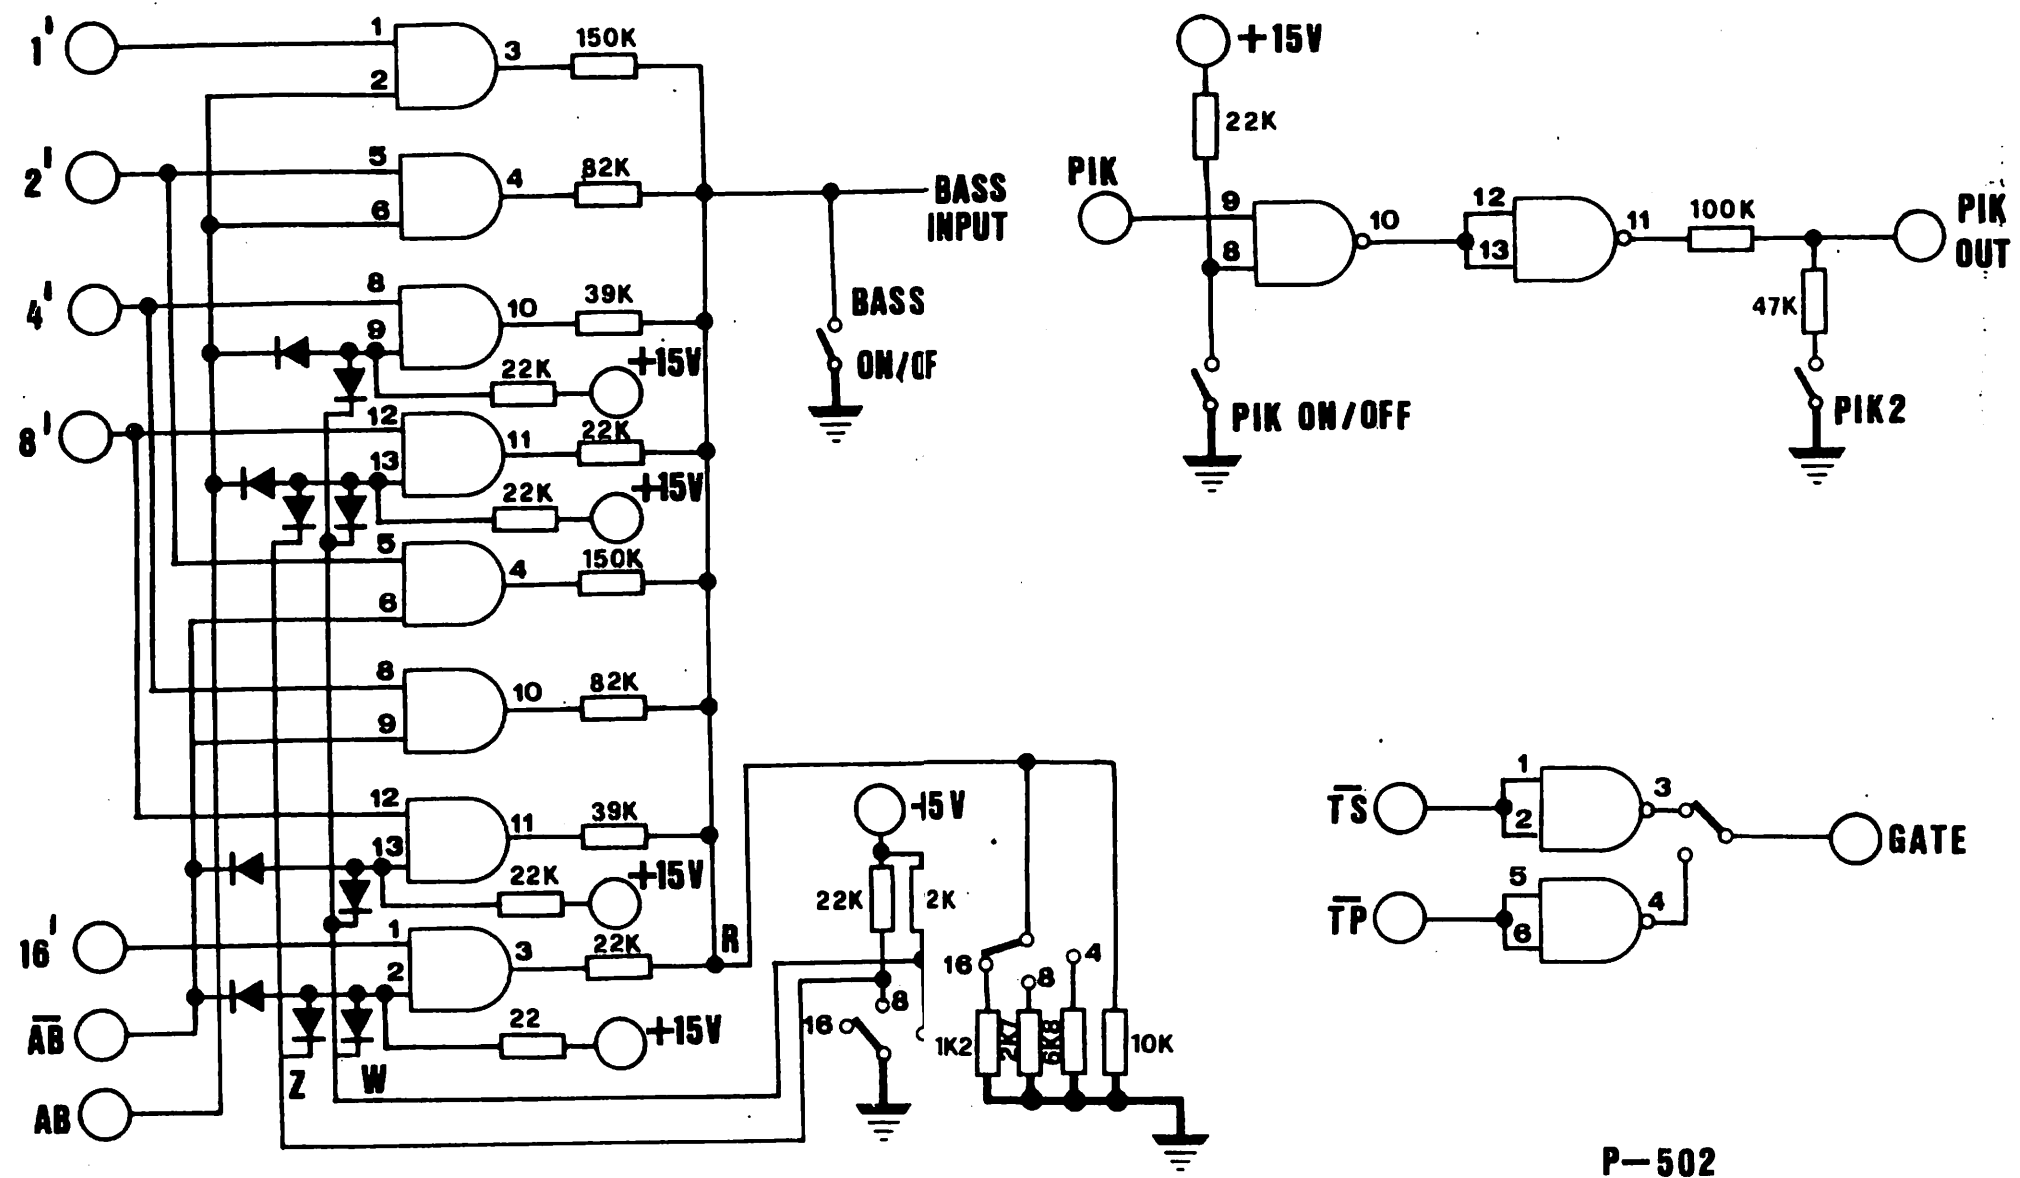 1'
1
2
3
150K
2'
5
6
4
82K
BASS
INPUT
4'
8
9
10
39K
22K
+15V
BASS
ON/OF
8'
12
13
11
22K
22K
+15V
5
6
4
150K
8
9
10
82K
12
13
11
39K
22K
+15V
16'
1
2
3
22K
R
22
+15V
AB
AB
Z
W
15V
22K
2K
8
16
16
8
4
1K2
2K7
6K8
10K
+15V
22K
PIK
9
8
10
12
13
11
100K
PIK
OUT
47K
PIK ON/OFF
PIK2
TS
1
2
3
GATE
TP
5
6
4
P-502